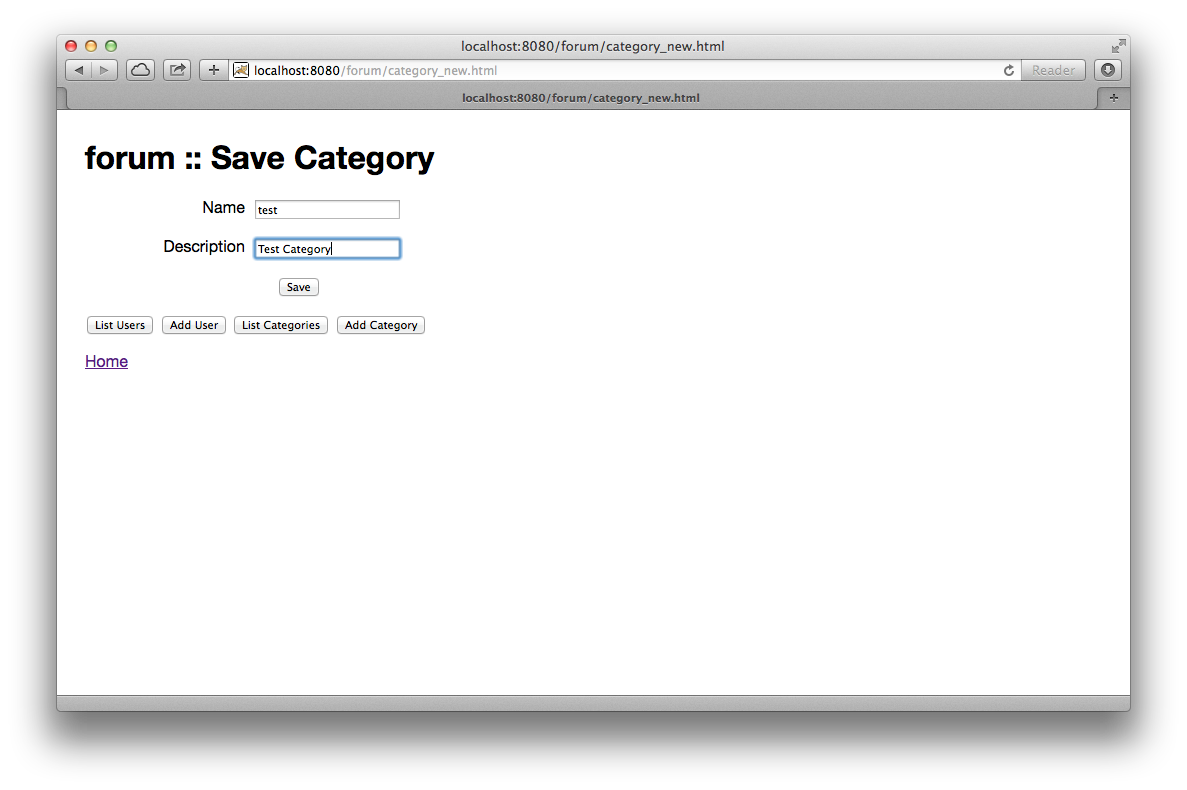 localhost:8080/forum/category_new.html
localhost:8080/forum/category_new.html
Reader
localhost:8080/forum/category_new.html
forum :: Save Category
Name test
Description Test Category
Save
List Users Add User List Categories Add Category
Home